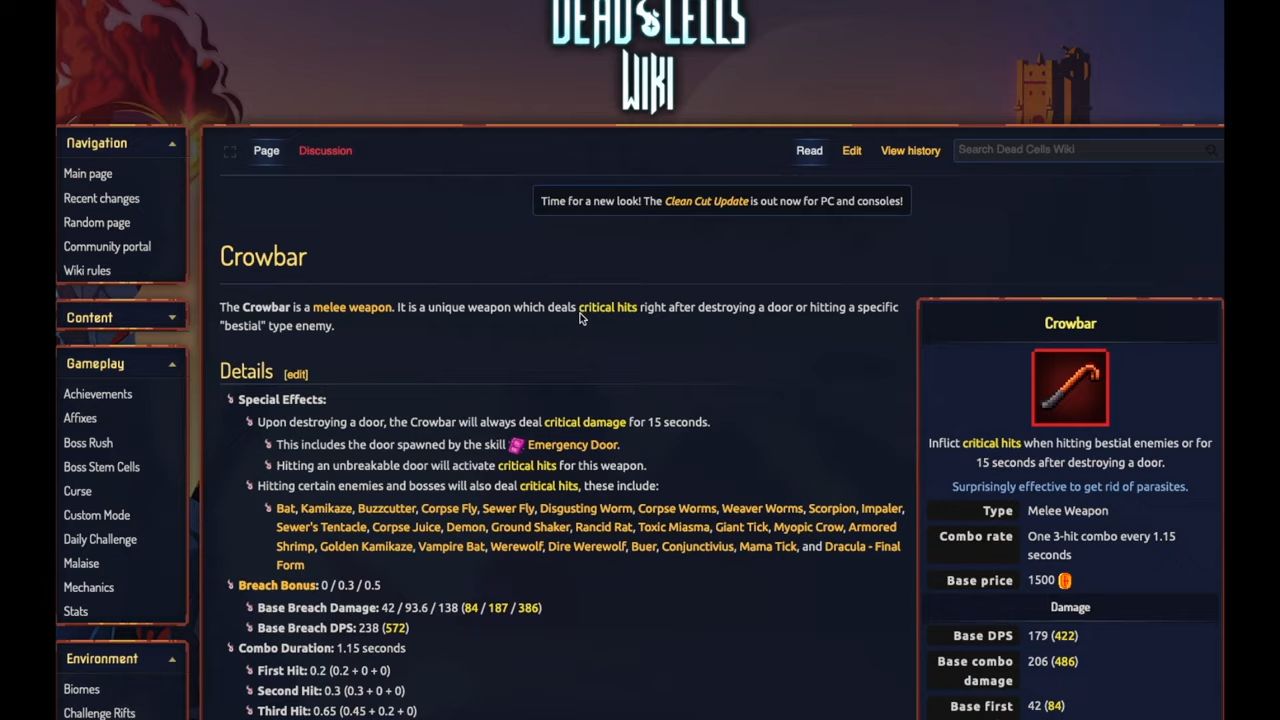 DEAD CELLS
WIKI
Navigation
Main page
Recent changes
Random page
Community portal
Wiki rules
Content
Gameplay
Achievements
Affixes
Boss Rush
Boss Stem Cells
Curse
Custom Mode
Daily Challenge
Malaise
Mechanics
Stats
Environment
Biomes
Challenge Rifts
Page Discussion Read Edit View history Search Dead Cells Wiki
Time for a new look! The Clean Cut Update is out now for PC and consoles!
Crowbar
The Crowbar is a melee weapon. It is a unique weapon which deals critical hits right after destroying a door or hitting a specific
"bestial" type enemy.
Details [edit]
Special Effects:
Upon destroying a door, the Crowbar will always deal critical damage for 15 seconds.
This includes the door spawned by the skill Emergency Door.
Hitting an unbreakable door will activate critical hits for this weapon.
Hitting certain enemies and bosses will also deal critical hits, these include:
Bat, Kamikaze, Buzzcutter, Corpse Fly, Sewer Fly, Disgusting Worm, Corpse Worms, Weaver Worms, Scorpion, Impaler,
Sewer's Tentacle, Corpse Juice, Demon, Ground Shaker, Rancid Rat, Toxic Miasma, Giant Tick, Myopic Crow, Armored
Shrimp, Golden Kamikaze, Vampire Bat, Werewolf, Dire Werewolf, Buer, Conjunctivius, Mama Tick, and Dracula - Final
Form
Breach Bonus: 0 / 0.3 / 0.5
Base Breach Damage: 42 / 93.6 / 138 (84 / 187 / 386)
Base Breach DPS: 238 (572)
Combo Duration: 1.15 seconds
First Hit: 0.2 (0.2 + 0 + 0)
Second Hit: 0.3 (0.3 + 0 + 0)
Third Hit: 0.65 (0.45 + 0.2 + 0)
Crowbar
Inflict critical hits when hitting bestial enemies or for
15 seconds after destroying a door.
Surprisingly effective to get rid of parasites.
Type Melee Weapon
Combo rate One 3-hit combo every 1.15
seconds
Base price 1500
Damage
Base DPS 179 (422)
Base combo 206 (486)
damage
Base first 42 (84)